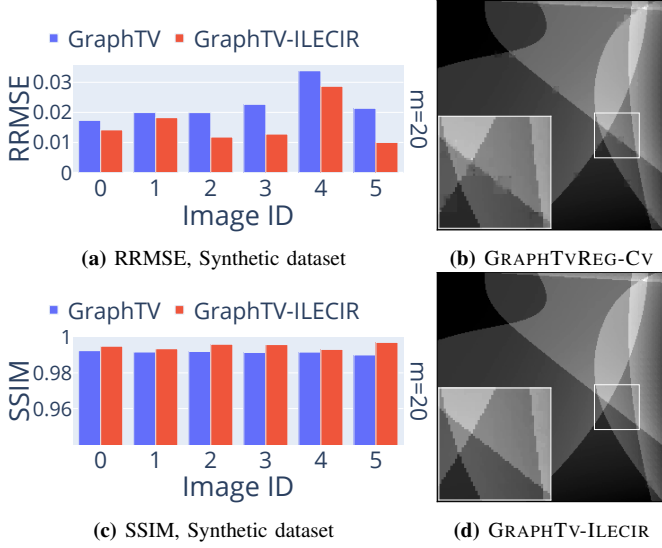 GraphTV GraphTV-ILECIR
RRMSE
0.03
0.02
0.01
0
m=20
0 1 2 3 4 5
Image ID
(a) RRMSE, Synthetic dataset
(b) GRAPHTVREG-CV
GraphTV GraphTV-ILECIR
SSIM
1
0.98
0.96
m=20
0 1 2 3 4 5
Image ID
(c) SSIM, Synthetic dataset
(d) GRAPHTV-ILECIR